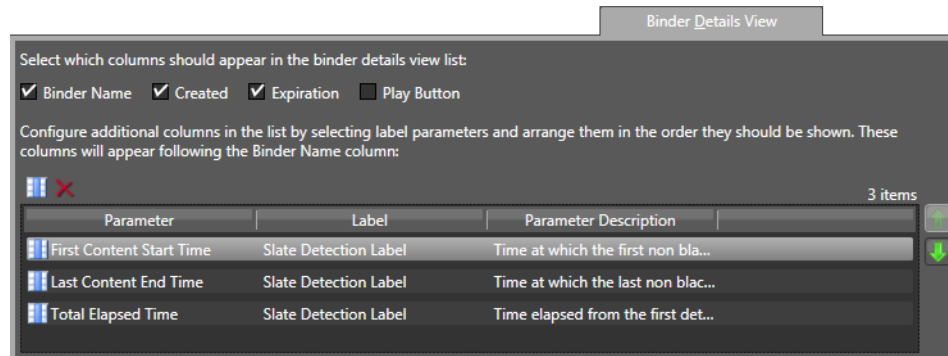 Binder Details View
Select which columns should appear in the binder details view list:
Binder Name Created Expiration Play Button
Configure additional columns in the list by selecting label parameters and arrange them in the order they should be shown. These
columns will appear following the Binder Name column:
3 items
Parameter Label Parameter Description
First Content Start Time Slate Detection Label Time at which the first non bla...
Last Content End Time Slate Detection Label Time at which the last non blac...
Total Elapsed Time Slate Detection Label Time elapsed from the first det...